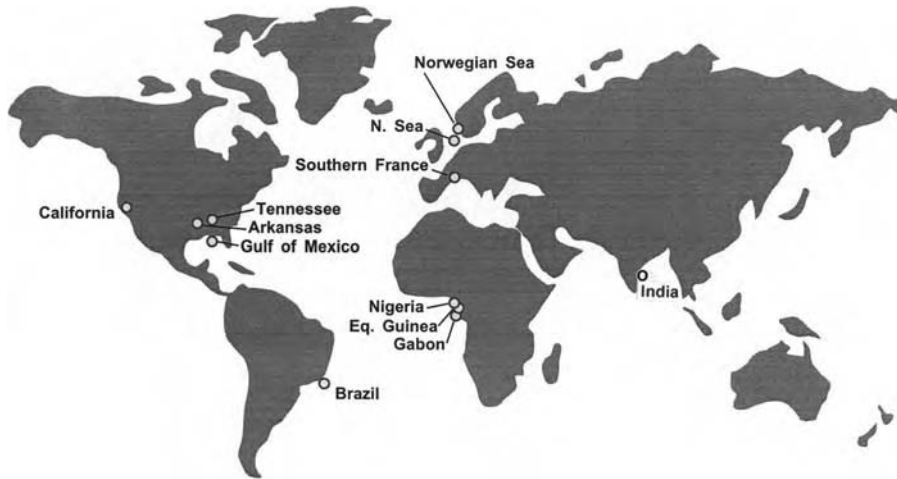 Norwegian Sea
N. Sea
Southern France
California
Tennessee
Arkansas
Gulf of Mexico
India
Nigeria
Eq. Guinea
Gabon
Brazil